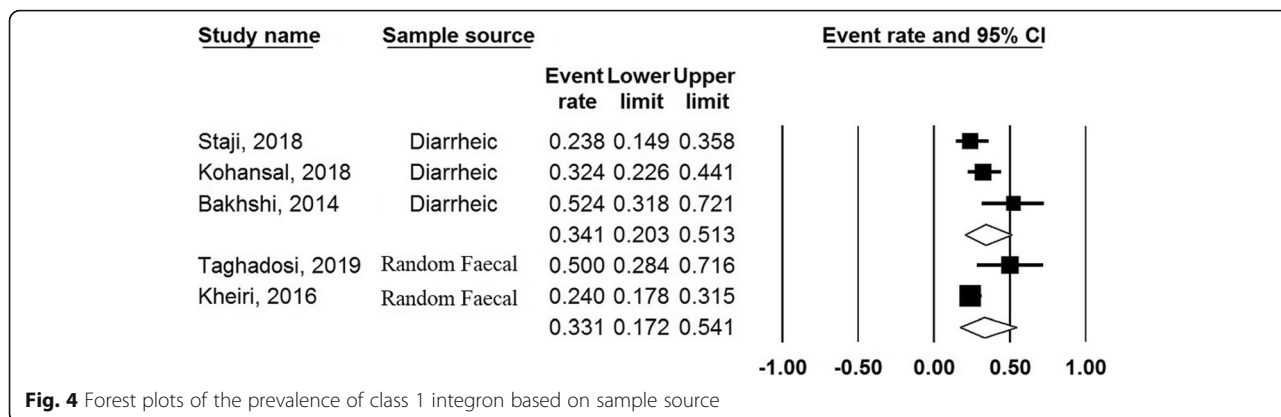 Study name Sample source Event rate and 95% CI
Event Lower Upper
rate limit limit
Staji, 2018 Diarrheic 0.238 0.149 0.358
Kohansal, 2018 Diarrheic 0.324 0.226 0.441
Bakhshi, 2014 Diarrheic 0.524 0.318 0.721
0.341 0.203 0.513
Taghadosi, 2019 Random Faecal 0.500 0.284 0.716
Kheiri, 2016 Random Faecal 0.240 0.178 0.315
0.331 0.172 0.541
-1.00 -0.50 0.00 0.50 1.00
Fig. 4 Forest plots of the prevalence of class 1 integron based on sample source